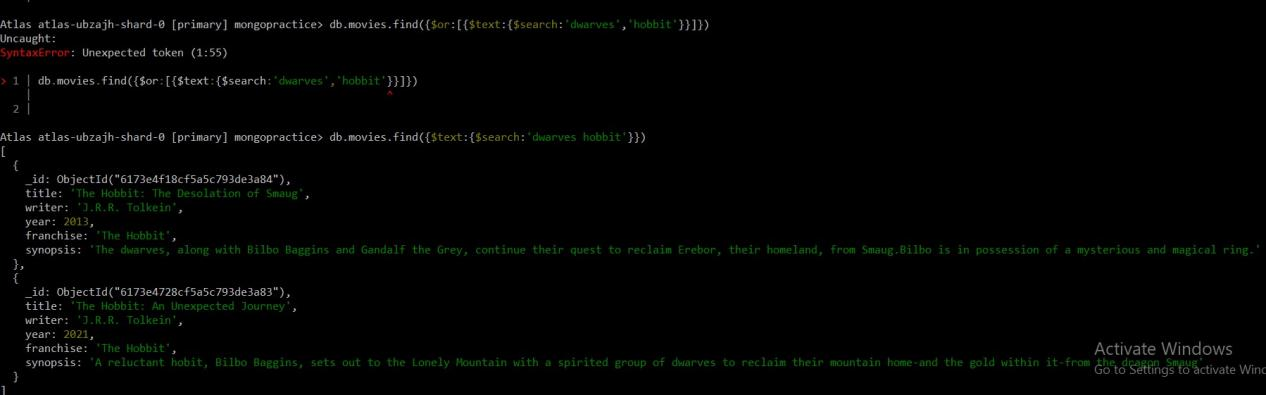 Atlas atlas-ubzajh-shard-0 [primary] mongopractice> db.movies.find({$or:[{$text:{$search:'dwarves','hobbit'}}]})
Uncaught:
SyntaxError: Unexpected token (1:55)
> 1 | db.movies.find({$or:[{$text:{$search:'dwarves','hobbit'}}]})
    |                                                        ^
  2 |
Atlas atlas-ubzajh-shard-0 [primary] mongopractice> db.movies.find({$text:{$search:'dwarves hobbit'}})
[
  {
    _id: ObjectId("6173e4f18cf5a5c793de3a84"),
    title: 'The Hobbit: The Desolation of Smaug',
    writer: 'J.R.R. Tolkein',
    year: 2013,
    franchise: 'The Hobbit',
    synopsis: 'The dwarves, along with Bilbo Baggins and Gandalf the Grey, continue their quest to reclaim Erebor, their homeland, from Smaug.Bilbo is in possession of a mysterious and magical ring.'
  },
  {
    _id: ObjectId("6173e4728cf5a5c793de3a83"),
    title: 'The Hobbit: An Unexpected Journey',
    writer: 'J.R.R. Tolkein',
    year: 2021,
    franchise: 'The Hobbit',
    synopsis: 'A reluctant hobit, Bilbo Baggins, sets out to the Lonely Mountain with a spirited group of dwarves to reclaim their mountain home-and the gold within it-from the dragon Smaug'
  }
]
Activate Windows
Go to Settings to activate Wind